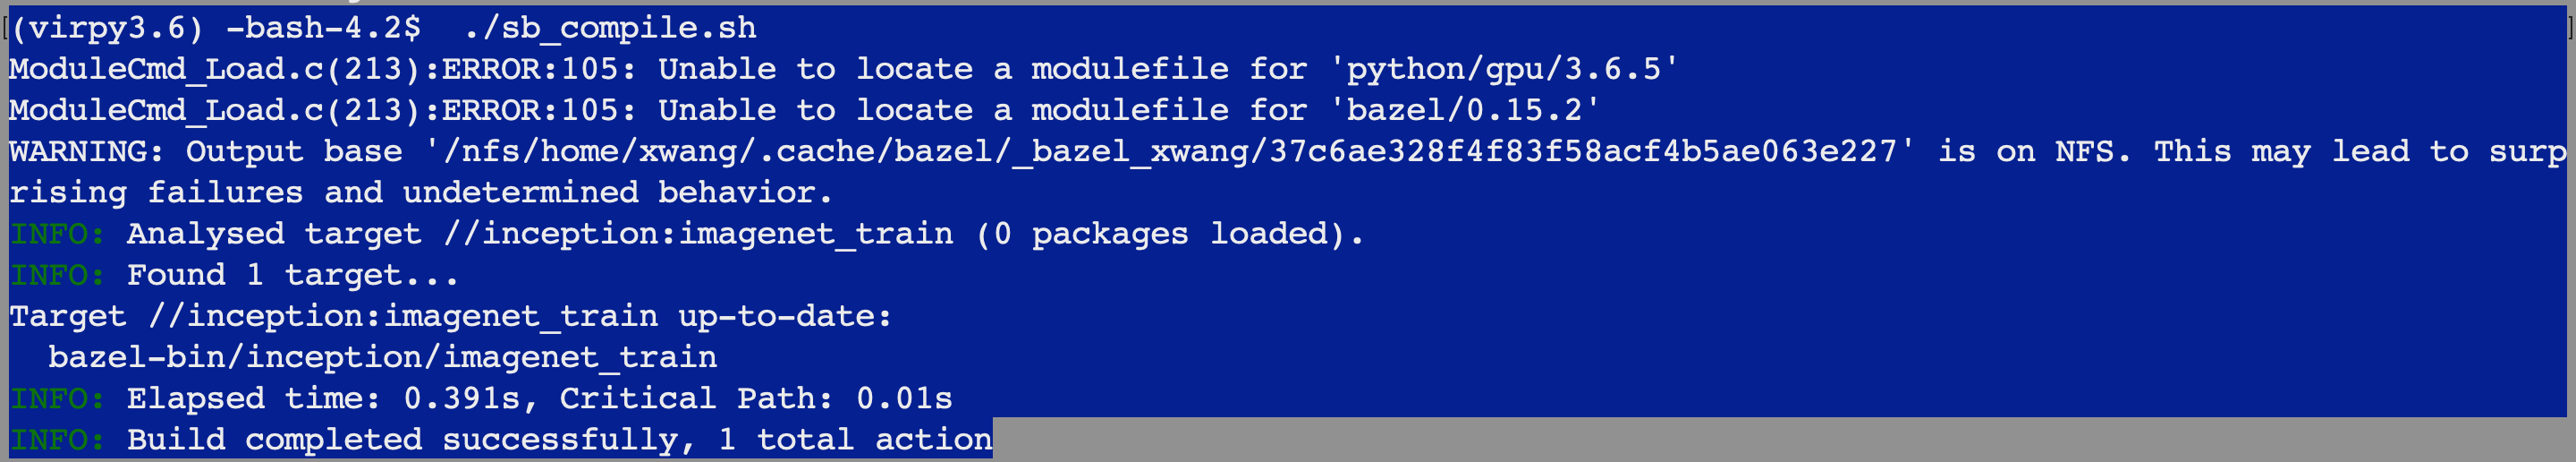 (virpy3.6) -bash-4.2$  ./sb_compile.sh
ModuleCmd_Load.c(213):ERROR:105: Unable to locate a modulefile for 'python/gpu/3.6.5'
ModuleCmd_Load.c(213):ERROR:105: Unable to locate a modulefile for 'bazel/0.15.2'
WARNING: Output base '/nfs/home/xwang/.cache/bazel/_bazel_xwang/37c6ae328f4f83f58acf4b5ae063e227' is on NFS. This may lead to surp
rising failures and undetermined behavior.
INFO: Analysed target //inception:imagenet_train (0 packages loaded).
INFO: Found 1 target...
Target //inception:imagenet_train up-to-date:
  bazel-bin/inception/imagenet_train
INFO: Elapsed time: 0.391s, Critical Path: 0.01s
INFO: Build completed successfully, 1 total action